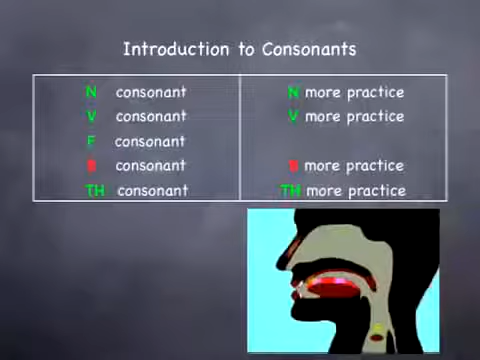 Introduction to Consonants
N consonant
N more practice
V consonant
V more practice
F consonant
B consonant
B more practice
TH consonant
TH more practice